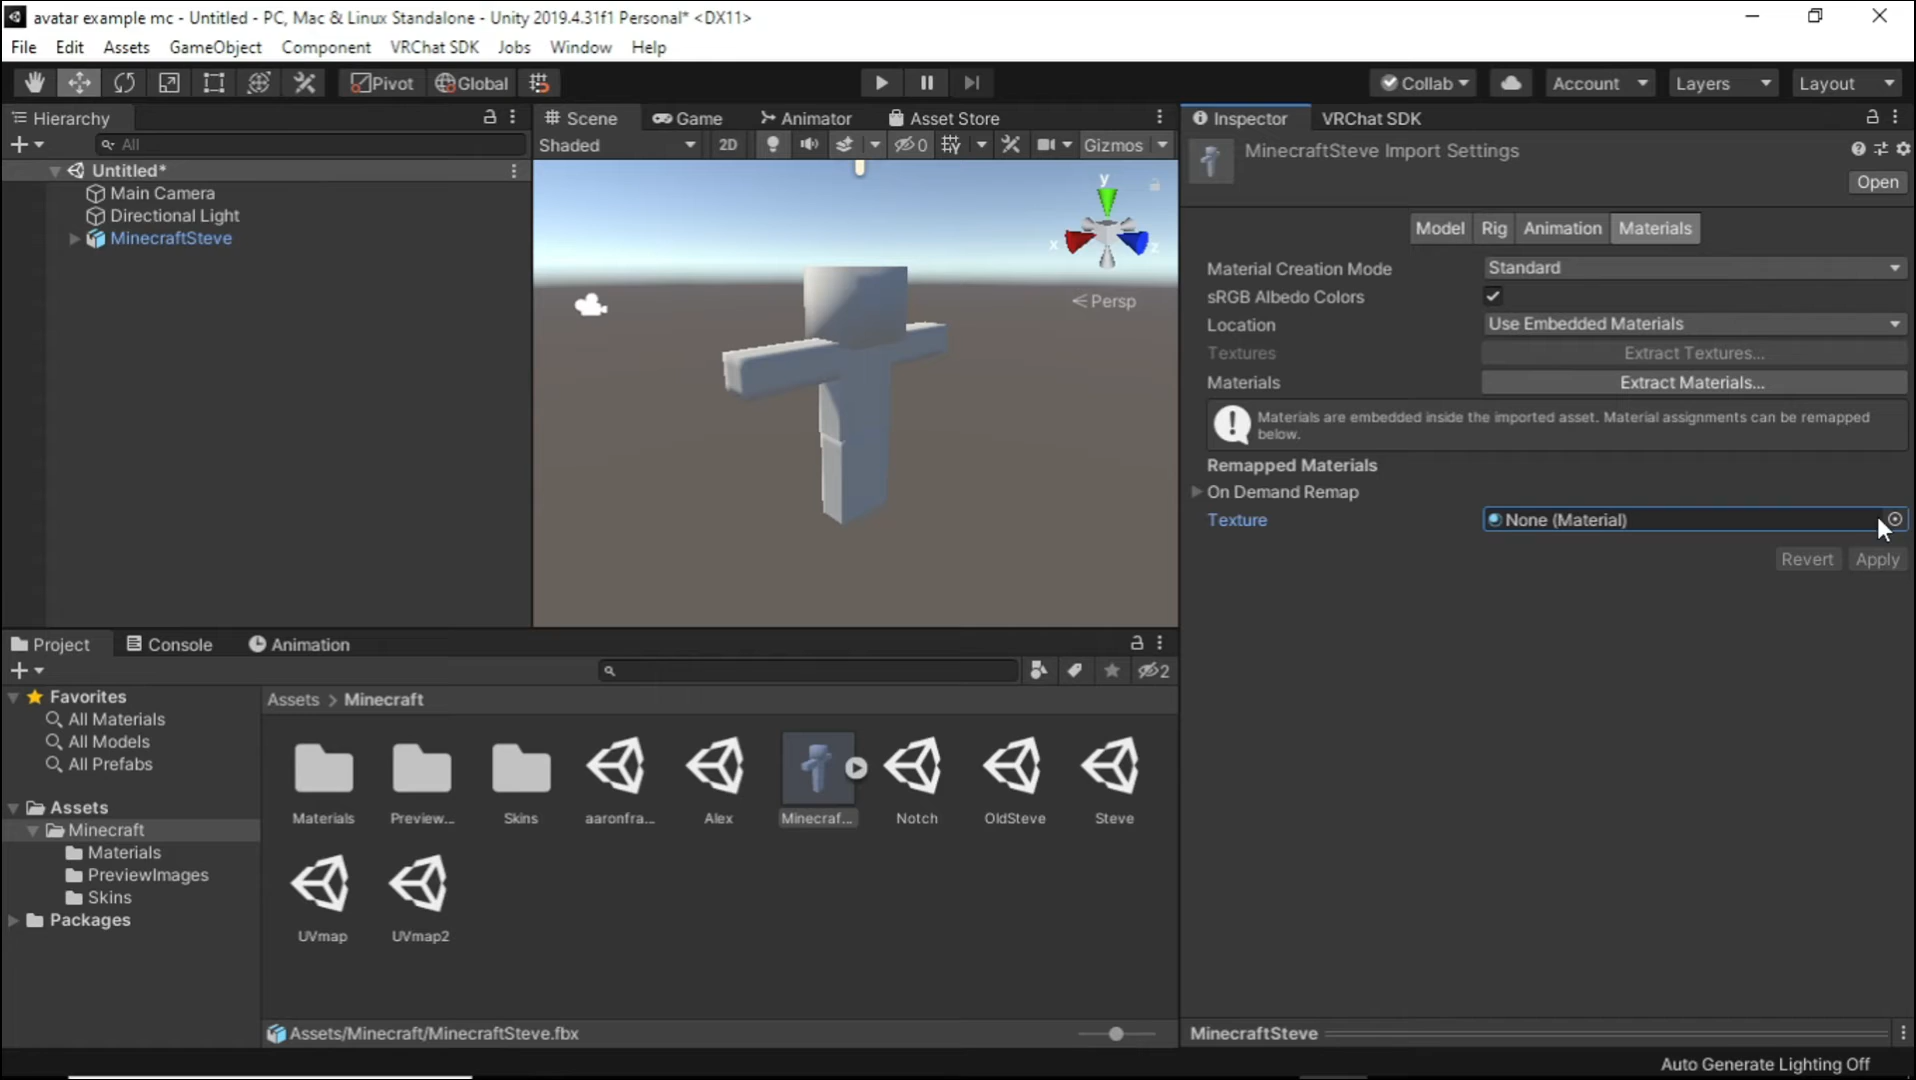 avatar example mc - Untitled - PC, Mac & Linux Standalone - Unity 2019.4.31f1 Personal* <DX11>
File Edit Assets GameObject Component VRChat SDK Jobs Window Help
Pivot Global Collab Account Layers Layout
Hierarchy
All
Untitled*
Main Camera
Directional Light
MinecraftSteve
Scene Game Animator Asset Store
Shaded 2D 0 Gizmos
y
x
z
Persp
Inspector VRChat SDK
MinecraftSteve Import Settings
Open
Model Rig Animation Materials
Material Creation Mode Standard
sRGB Albedo Colors
Location Use Embedded Materials
Textures Extract Textures...
Materials Extract Materials...
Materials are embedded inside the imported asset. Material assignments can be remapped
below.
Remapped Materials
On Demand Remap
Texture None (Material)
Revert Apply
Project Console Animation
2
Favorites
All Materials
All Models
All Prefabs
Assets
Minecraft
Materials
PreviewImages
Skins
Packages
Assets > Minecraft
Materials Preview... Skins aaronfra... Alex Minecraf... Notch OldSteve Steve
UVmap UVmap2
Assets/Minecraft/MinecraftSteve.fbx
MinecraftSteve
Auto Generate Lighting Off